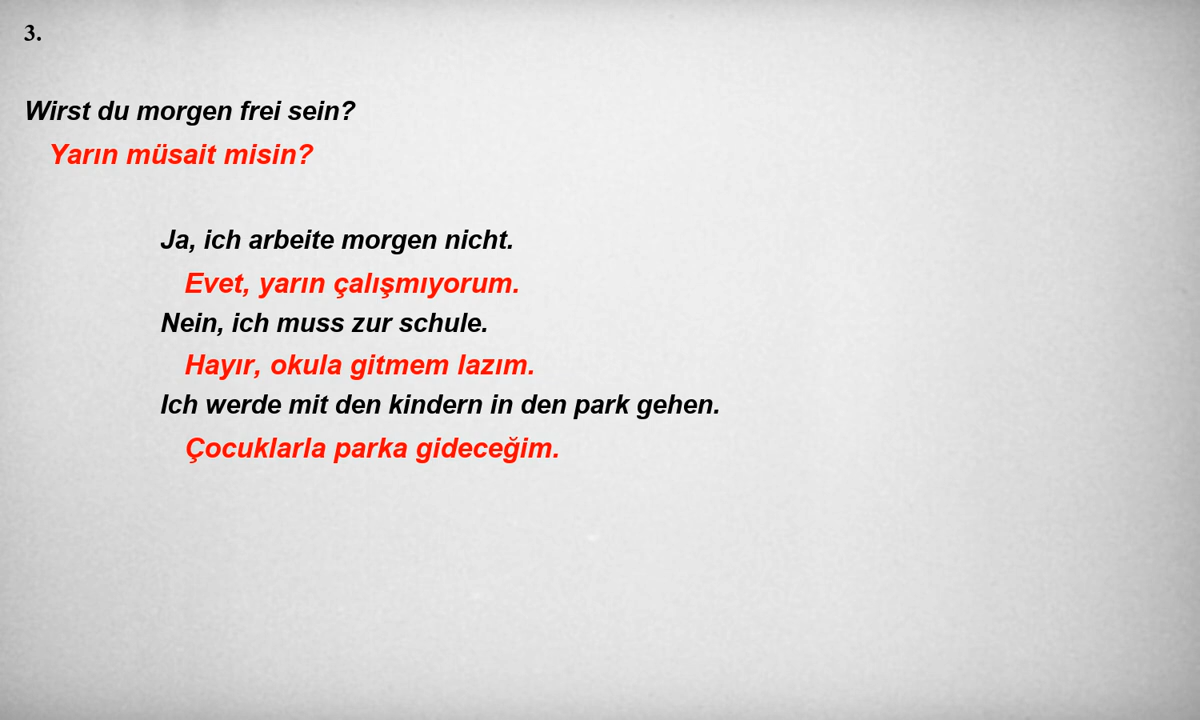 3.
Wirst du morgen frei sein?
Yarın müsait misin?
Ja, ich arbeite morgen nicht.
Evet, yarın çalışmıyorum.
Nein, ich muss zur schule.
Hayır, okula gitmem lazım.
Ich werde mit den kindern in den park gehen.
Çocuklarla parka gideceğim.